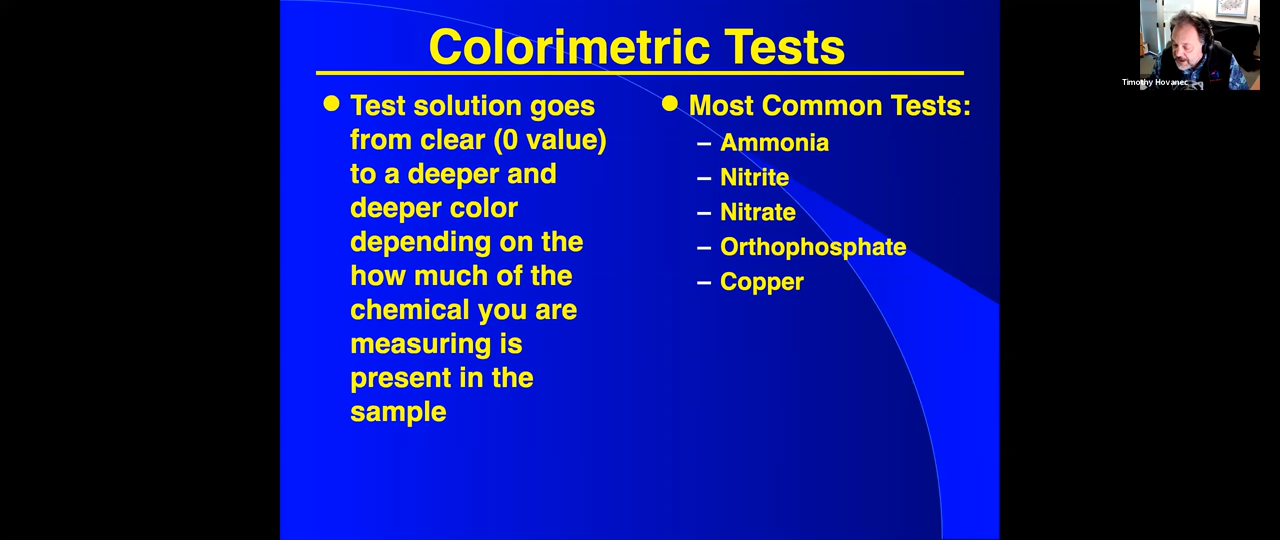 Colorimetric Tests
Test solution goes
from clear (0 value)
to a deeper and
deeper color
depending on the
how much of the
chemical you are
measuring is
present in the
sample
Most Common Tests:
– Ammonia
– Nitrite
– Nitrate
– Orthophosphate
– Copper
Timothy Hovanec